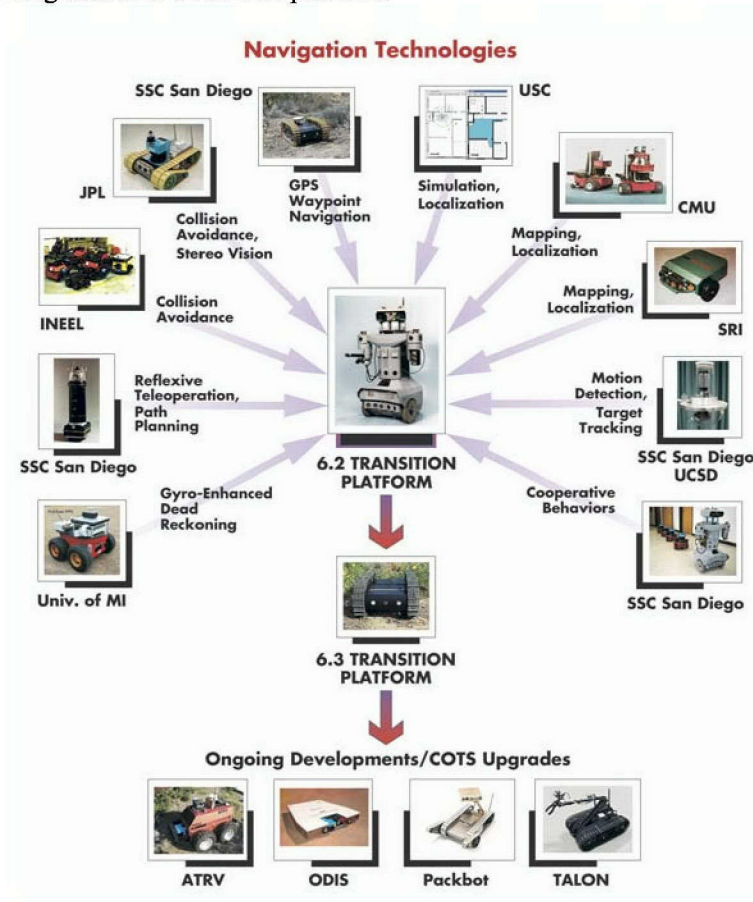 Navigation Technologies
SSC San Diego
USC
JPL
GPS
Waypoint
Navigation
Simulation,
Localization
CMU
Collision
Avoidance,
Stereo Vision
Mapping,
Localization
INEEL
Collision
Avoidance
Mapping,
Localization
SRI
Reflexive
Teleoperation,
Path
Planning
Motion
Detection,
Target
Tracking
SSC San Diego
SSC San Diego
UCSD
6.2 TRANSITION
PLATFORM
Gyro-Enhanced
Dead
Reckoning
Cooperative
Behaviors
Univ. of MI
SSC San Diego
6.3 TRANSITION
PLATFORM
Ongoing Developments/COTS Upgrades
ATRV
ODIS
Packbot
TALON